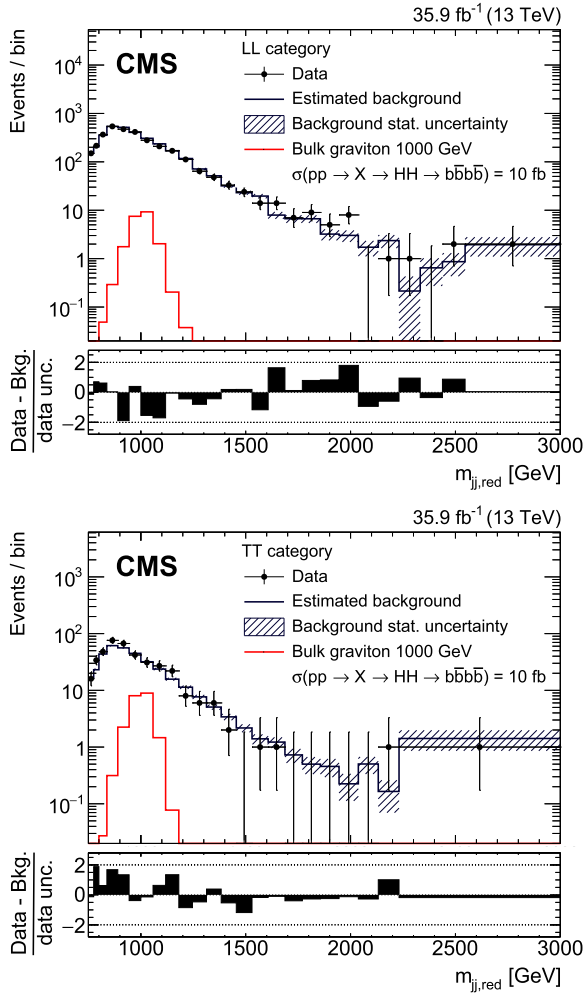 35.9 fb⁻¹ (13 TeV)
Events / bin
CMS
LL category
Data
Estimated background
Background stat. uncertainty
Bulk graviton 1000 GeV
σ(pp → X → HH → bb̅bb̅) = 10 fb
10⁴
10³
10²
10
1
10⁻¹
Data - Bkg.
data unc.
2
0
−2
1000 1500 2000 2500 3000
m_jj,red [GeV]
35.9 fb⁻¹ (13 TeV)
Events / bin
CMS
TT category
Data
Estimated background
Background stat. uncertainty
Bulk graviton 1000 GeV
σ(pp → X → HH → bb̅bb̅) = 10 fb
10³
10²
10
1
10⁻¹
Data - Bkg.
data unc.
2
0
−2
1000 1500 2000 2500 3000
m_jj,red [GeV]